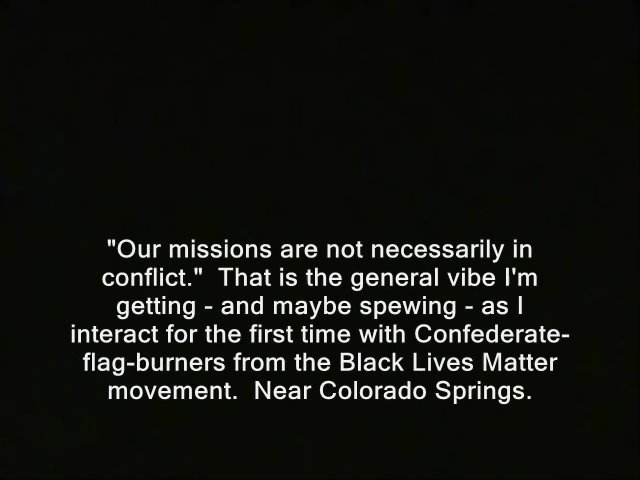 "Our missions are not necessarily in
conflict."  That is the general vibe I'm
getting - and maybe spewing - as I
interact for the first time with Confederate-
flag-burners from the Black Lives Matter
movement.  Near Colorado Springs.